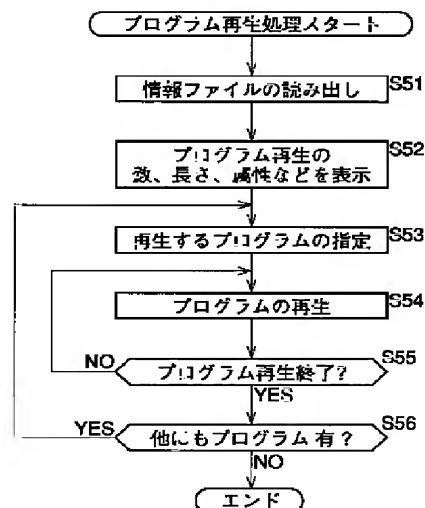 プログラム再生処理スタート
情報ファイルの読み出し
S51
プログラム再生の
数、長さ、属性などを表示
S52
再生するプログラムの指定
S53
プログラムの再生
S54
NO
プログラム再生終了?
S55
YES
YES
他にもプログラム有?
S56
NO
エンド